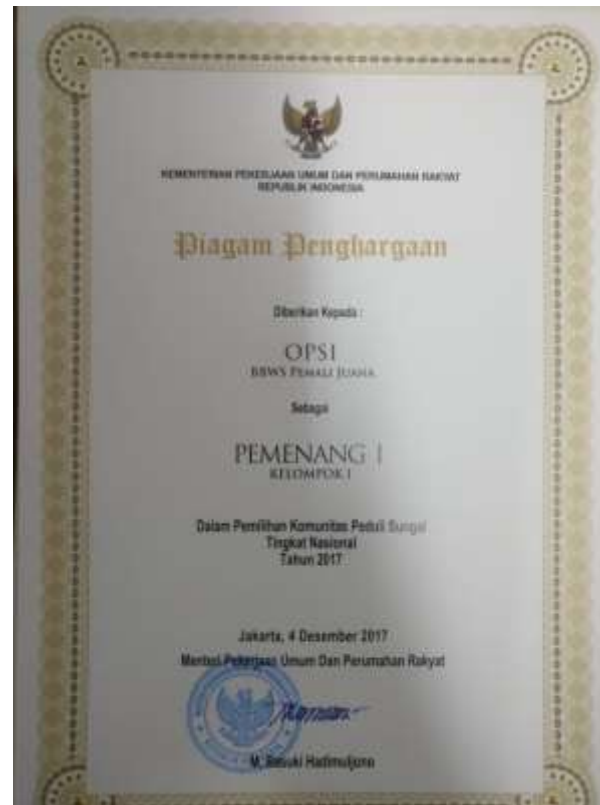 KEMENTERIAN PEKERJAAN UMUM DAN PERUMAHAN RAKYAT
REPUBLIK INDONESIA
Piagam Penghargaan
Diberikan Kepada :
OPSI
BBWS PEMALI JUANA
Sebagai
PEMENANG I
KELOMPOK I
Dalam Pemilihan Komunitas Peduli Sungai
Tingkat Nasional
Tahun 2017
Jakarta, 4 Desember 2017
Menteri Pekerjaan Umum Dan Perumahan Rakyat
M. Basuki Hadimuljono